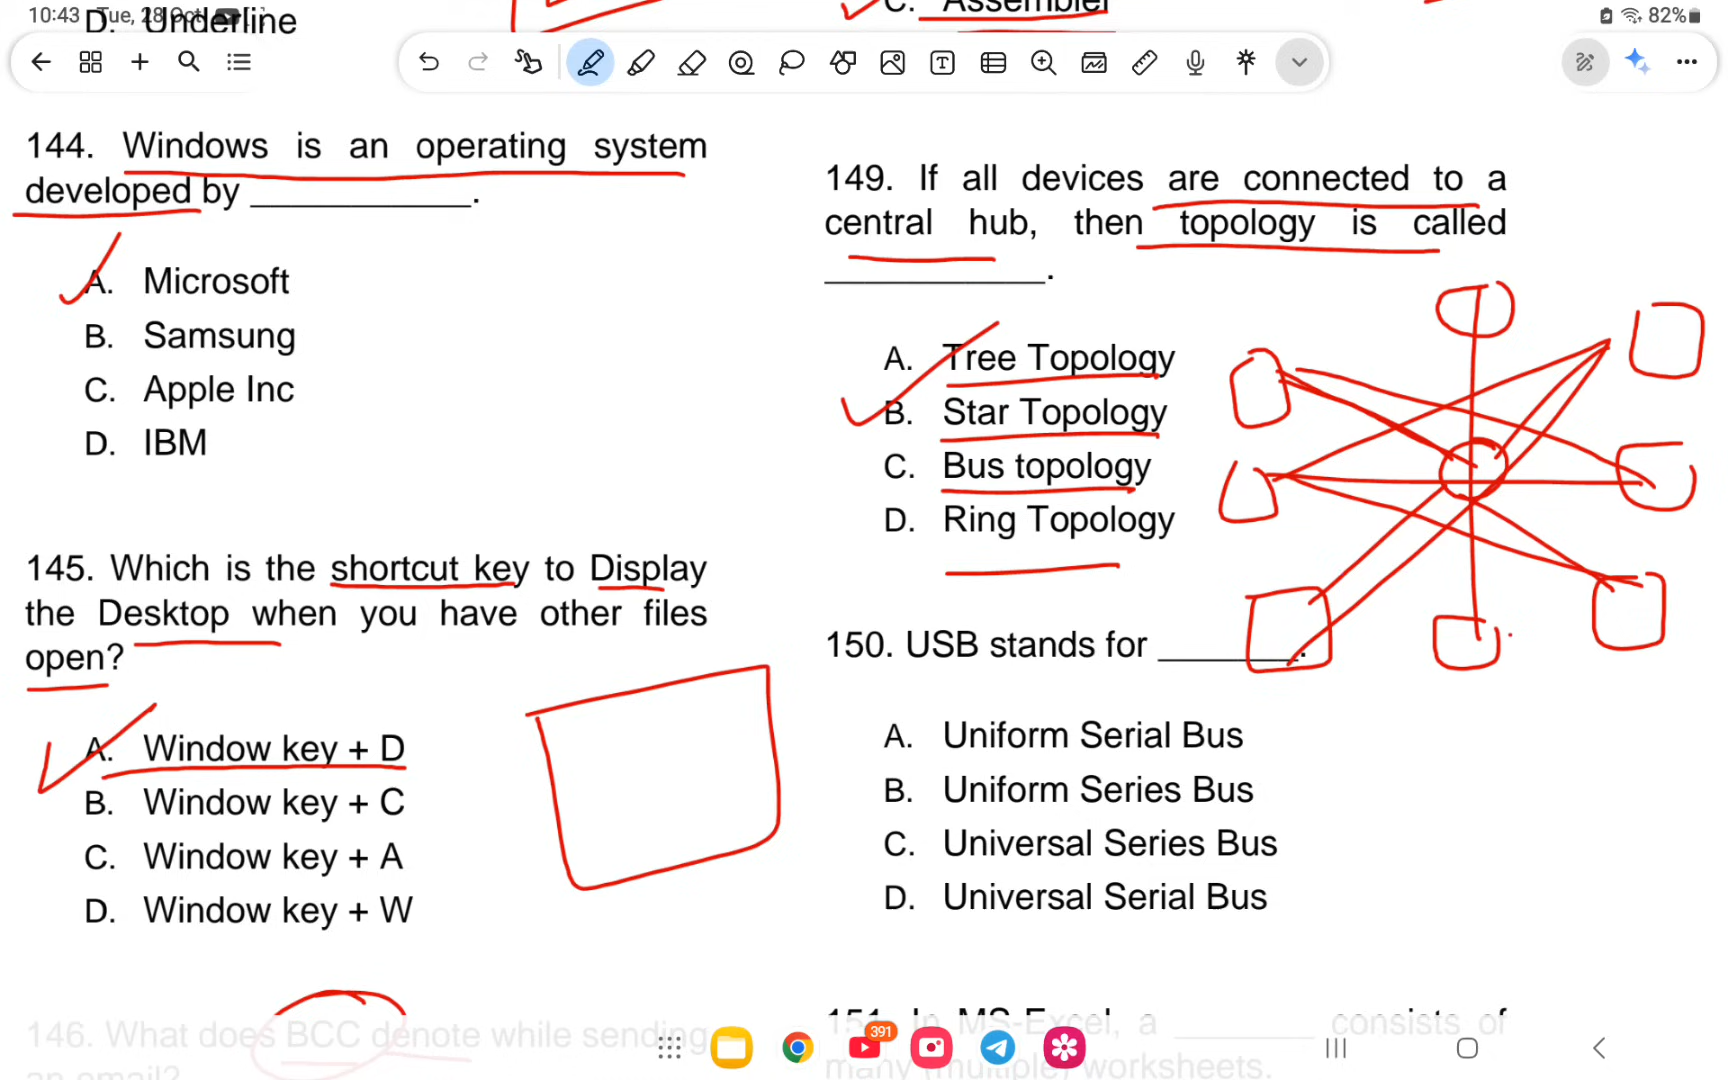 10:43 Tue, 28 Oct
82%
D. Underline
144. Windows is an operating system
developed by ___________.
A. Microsoft
B. Samsung
C. Apple Inc
D. IBM
145. Which is the shortcut key to Display
the Desktop when you have other files
open?
A. Window key + D
B. Window key + C
C. Window key + A
D. Window key + W
146. What does BCC denote while sending
an email?
C. Assembler
149. If all devices are connected to a
central hub, then topology is called
___________.
A. Tree Topology
B. Star Topology
C. Bus topology
D. Ring Topology
150. USB stands for _______.
A. Uniform Serial Bus
B. Uniform Series Bus
C. Universal Series Bus
D. Universal Serial Bus
151. In MS-Excel, a _______ consists of
many (multiple) worksheets.
391